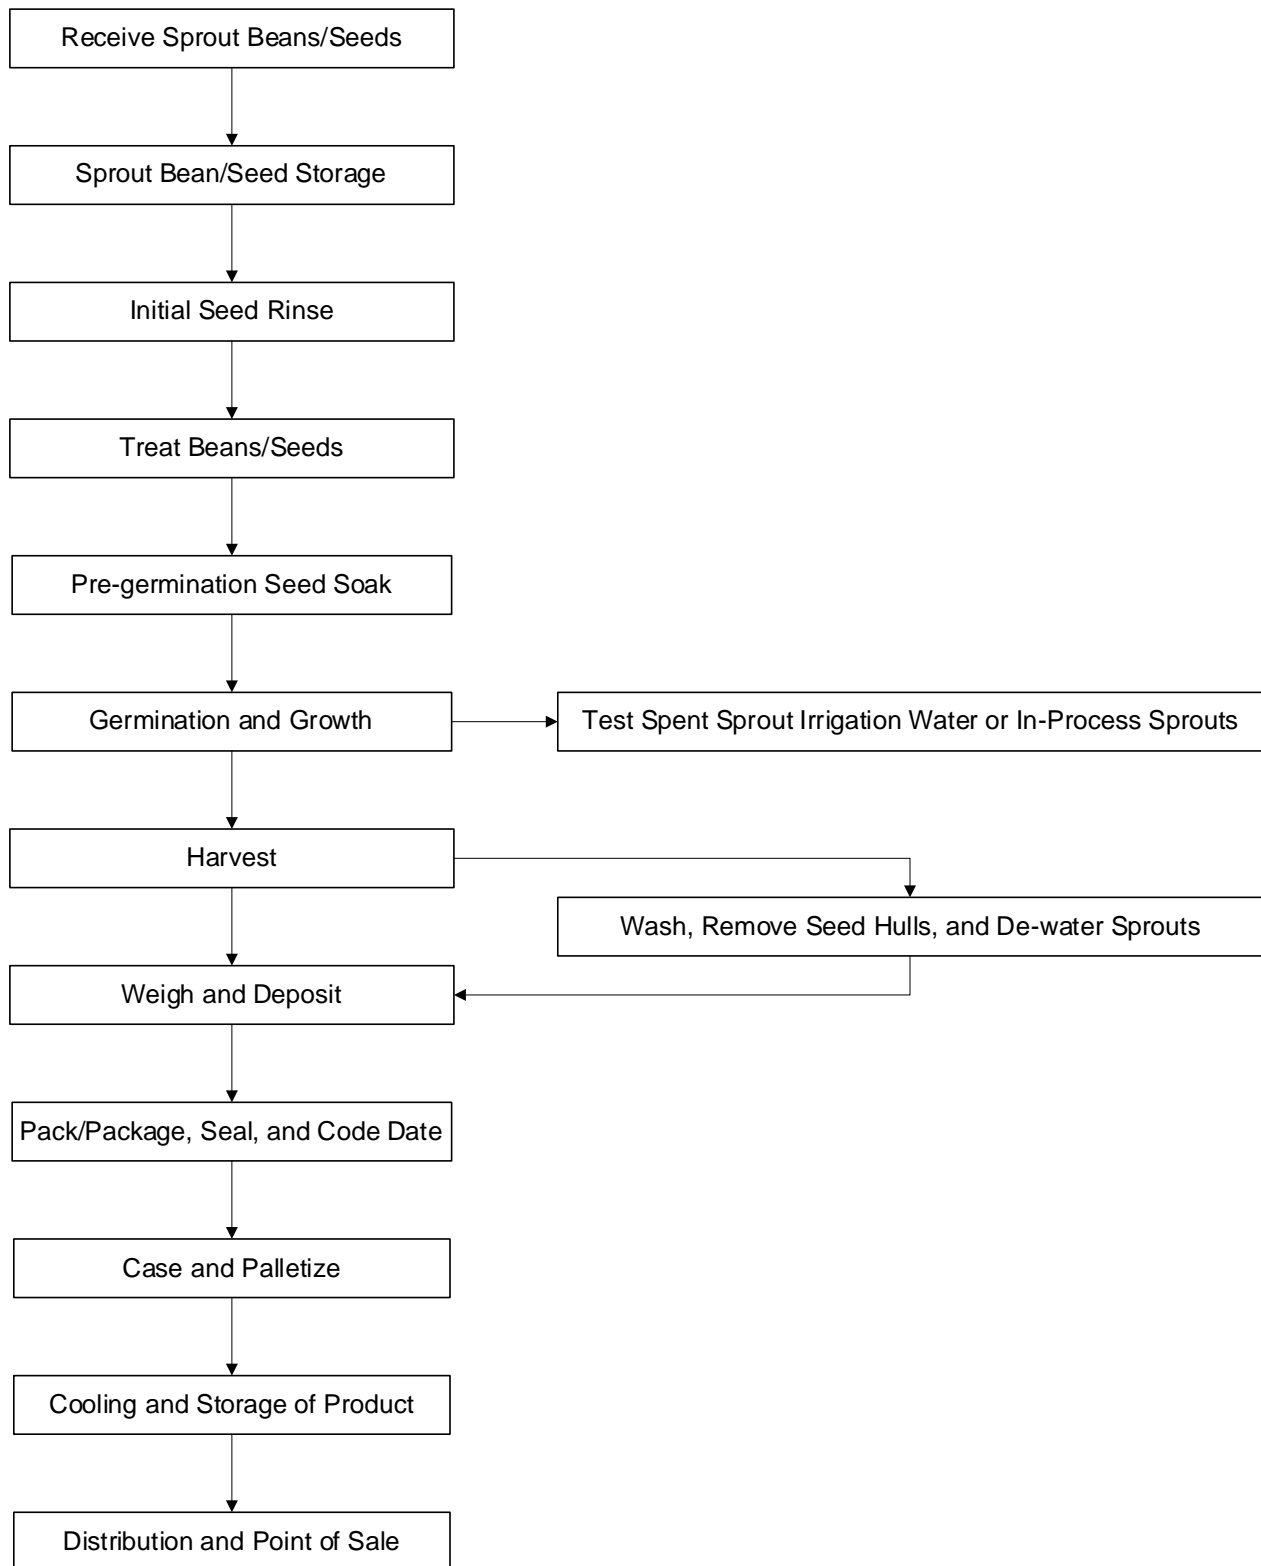 Receive Sprout Beans/Seeds
Sprout Bean/Seed Storage
Initial Seed Rinse
Treat Beans/Seeds
Pre-germination Seed Soak
Germination and Growth
Test Spent Sprout Irrigation Water or In-Process Sprouts
Harvest
Wash, Remove Seed Hulls, and De-water Sprouts
Weigh and Deposit
Pack/Package, Seal, and Code Date
Case and Palletize
Cooling and Storage of Product
Distribution and Point of Sale